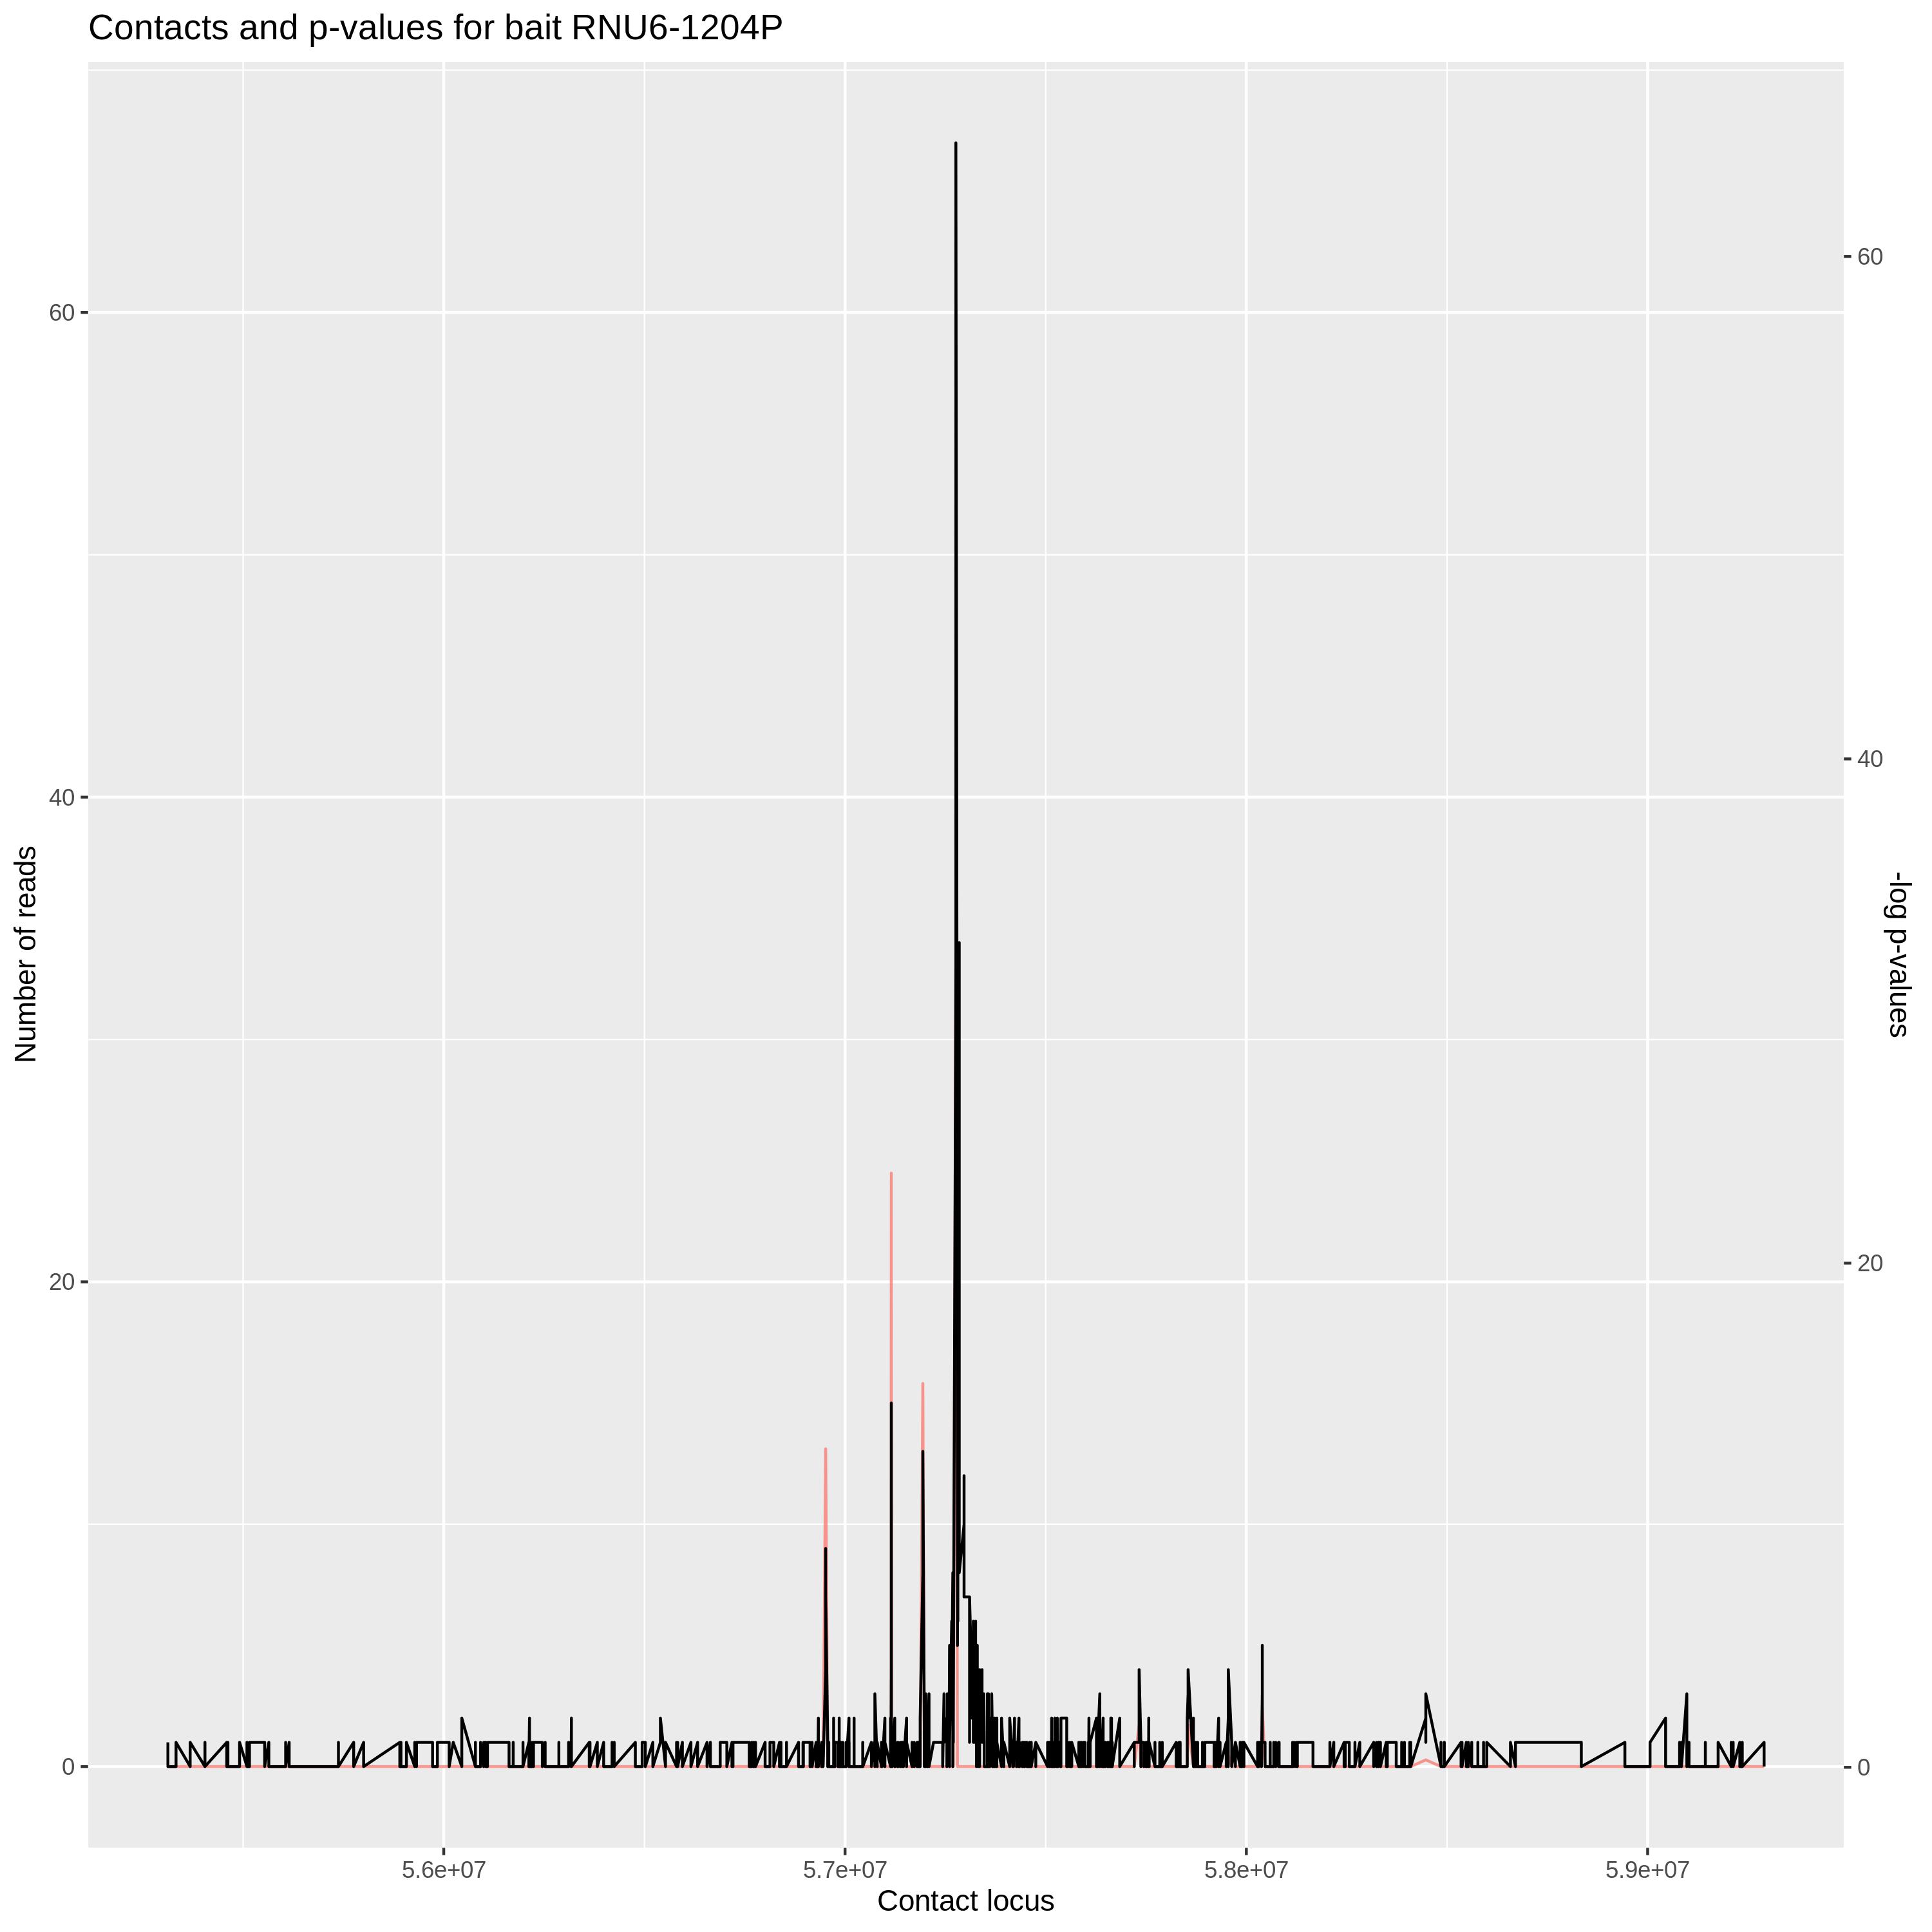 Contacts and p-values for bait RNU6-1204P
60
40
20
0
Number of reads
60
40
20
0
-log p-values
5.6e+07
5.7e+07
5.8e+07
5.9e+07
Contact locus